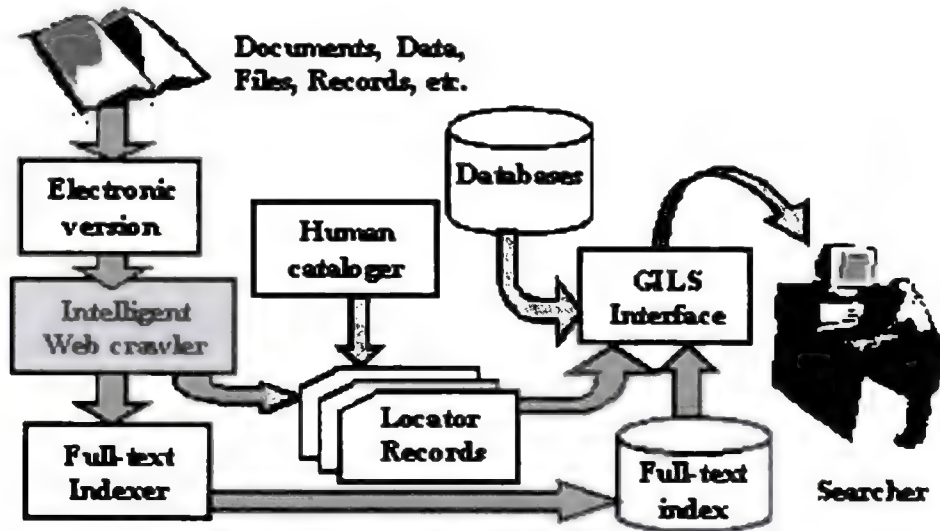 Documents, Data,
Files, Records, etc.
Electronic
version
Intelligent
Web crawler
Full-text
Indexer
Human
cataloger
Locator
Records
Databases
GILS
Interface
Full-text
index
Searcher